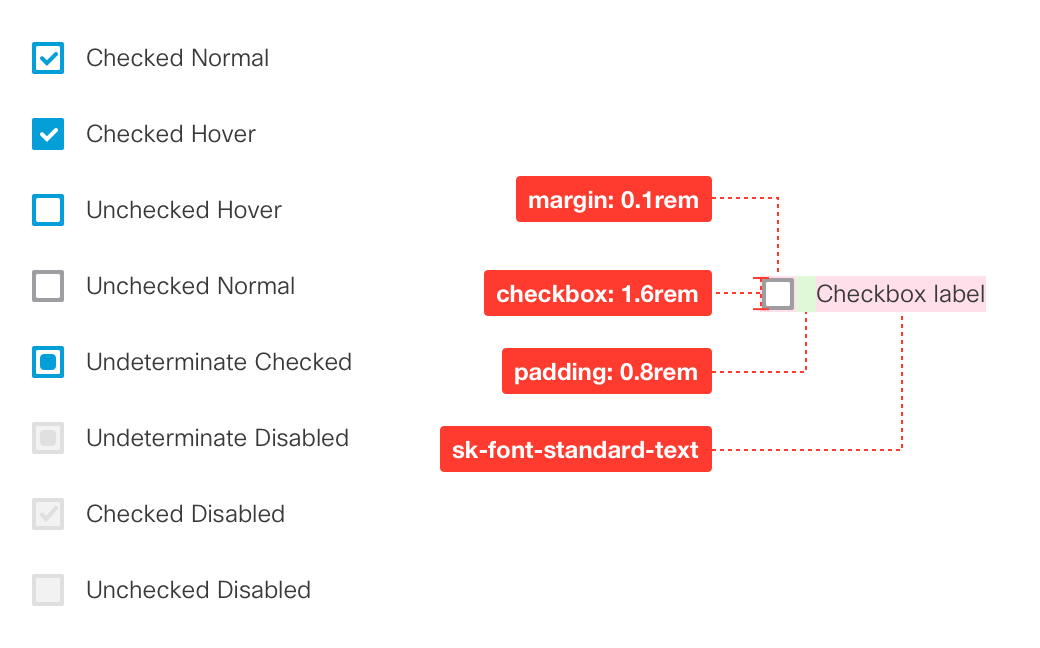 Checked Normal
Checked Hover
Unchecked Hover
Unchecked Normal
Undeterminate Checked
Undeterminate Disabled
Checked Disabled
Unchecked Disabled
margin: 0.1rem
checkbox: 1.6rem
Checkbox label
padding: 0.8rem
sk-font-standard-text